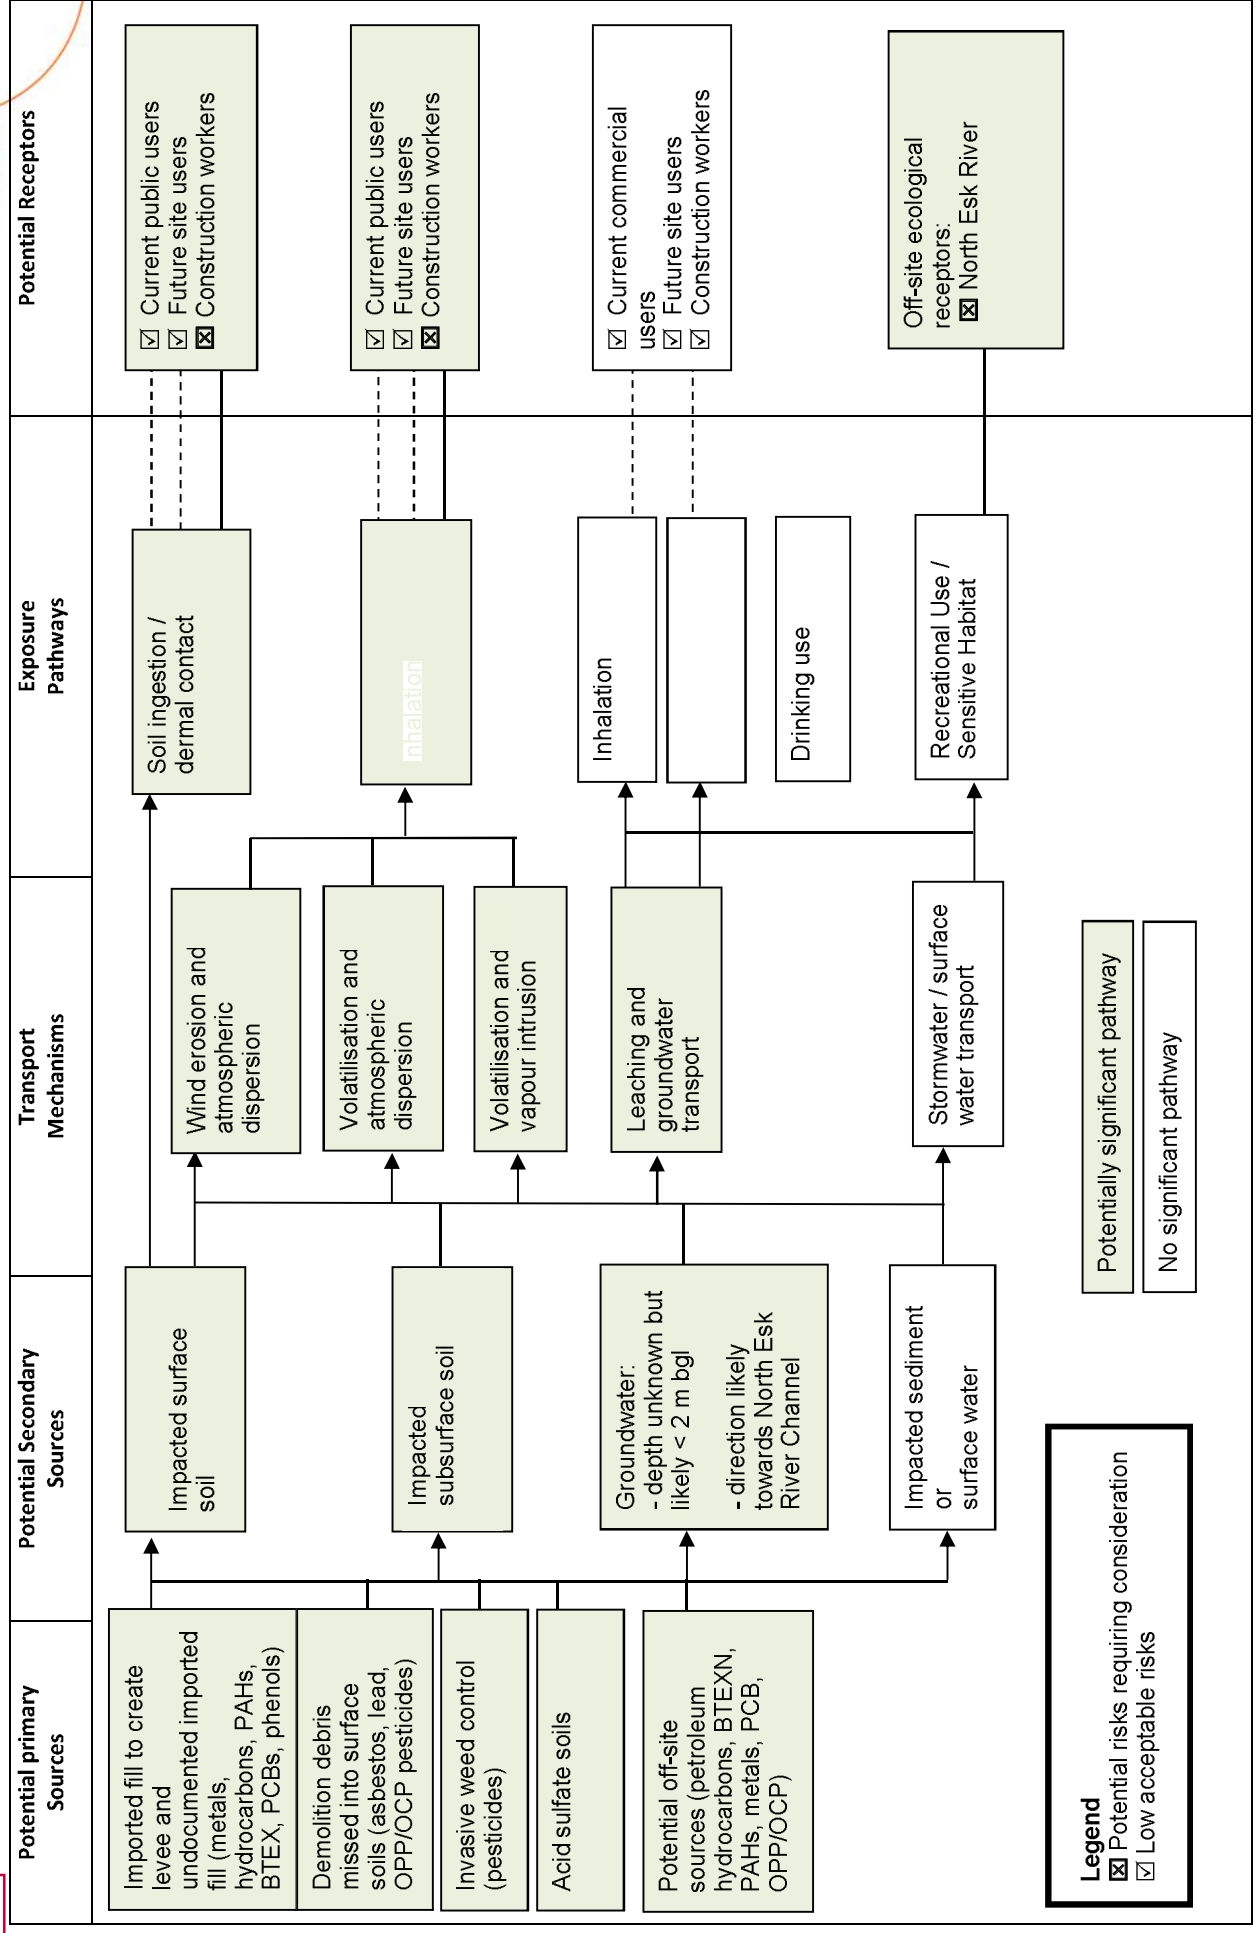 Potential primary
Sources
Potential Secondary
Sources
Transport
Mechanisms
Exposure
Pathways
Potential Receptors
Imported fill to create
levee and
undocumented imported
fill (metals,
hydrocarbons, PAHs,
BTEX, PCBs, phenols)
Demolition debris
missed into surface
soils (asbestos, lead,
OPP/OCP pesticides)
Invasive weed control
(pesticides)
Acid sulfate soils
Potential off-site
sources (petroleum
hydrocarbons, BTEXN,
PAHs, metals, PCB,
OPP/OCP)
Impacted surface
soil
Impacted
subsurface soil
Groundwater:
- depth unknown but
likely < 2 m bgl
- direction likely
towards North Esk
River Channel
Impacted sediment
or
surface water
Wind erosion and
atmospheric
dispersion
Volatilisation and
atmospheric
dispersion
Volatilisation and
vapour intrusion
Leaching and
groundwater
transport
Stormwater / surface
water transport
Soil ingestion /
dermal contact
Inhalation
Inhalation
Drinking use
Recreational Use /
Sensitive Habitat
☑ Current public users
☑ Future site users
☒ Construction workers
☑ Current public users
☑ Future site users
☒ Construction workers
☑ Current commercial
users
☑ Future site users
☑ Construction workers
Off-site ecological
receptors:
☒ North Esk River
Legend
☒ Potential risks requiring consideration
☑ Low acceptable risks
Potentially significant pathway
No significant pathway